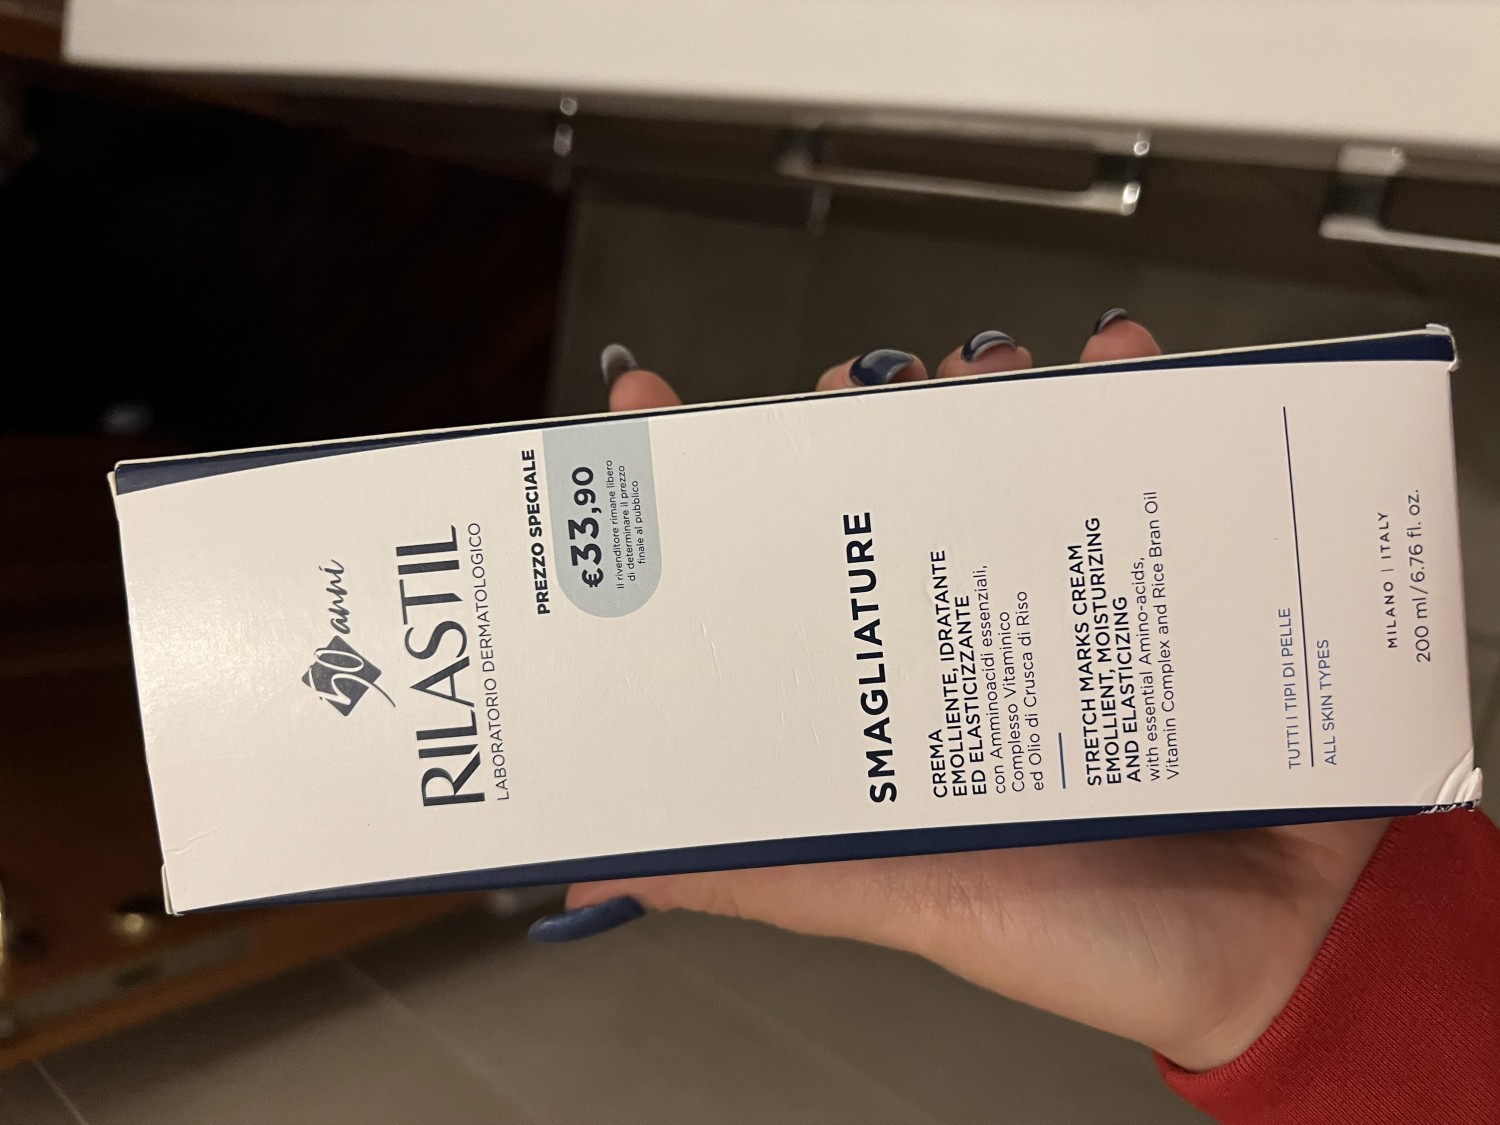 i50 anni
RILASTIL
LABORATORIO DERMATOLOGICO
PREZZO SPECIALE
€33,90
Il rivenditore rimane libero
di determinare il prezzo
finale al pubblico
SMAGLIATURE
CREMA
EMOLLIENTE, IDRATANTE
ED ELASTICIZZANTE
con Amminoacidi essenziali,
Complesso Vitaminico
ed Olio di Crusca di Riso
STRETCH MARKS CREAM
EMOLLIENT, MOISTURIZING
AND ELASTICIZING
with essential Amino-acids,
Vitamin Complex and Rice Bran Oil
TUTTI I TIPI DI PELLE
ALL SKIN TYPES
MILANO | ITALY
200 ml/6.76 fl. oz.